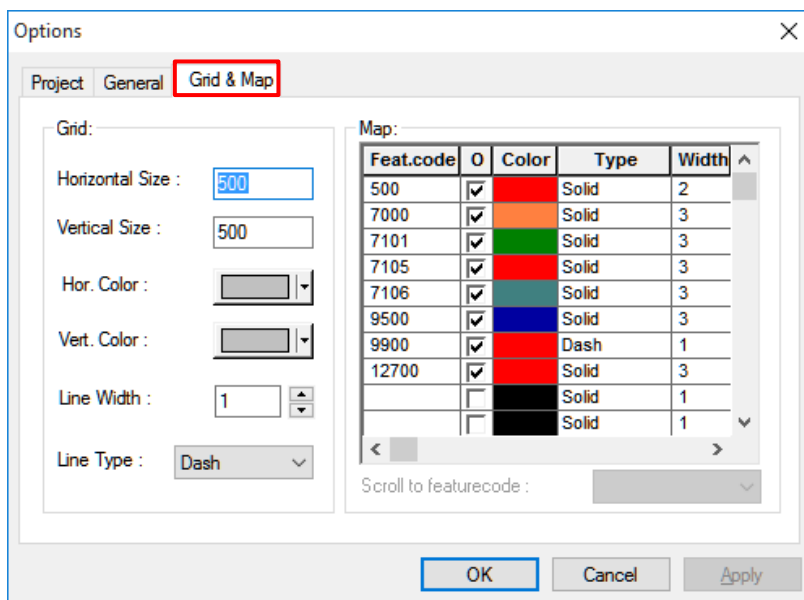 Options
Project General Grid & Map
Grid:
Horizontal Size : 500
Vertical Size : 500
Hor. Color :
Vert. Color :
Line Width : 1
Line Type : Dash
Map:
Feat.code O Color Type Width
500 Solid 2
7000 Solid 3
7101 Solid 3
7105 Solid 3
7106 Solid 3
9500 Solid 3
9900 Dash 1
12700 Solid 3
Solid 1
Solid 1
Scroll to featurecode :
OK Cancel Apply